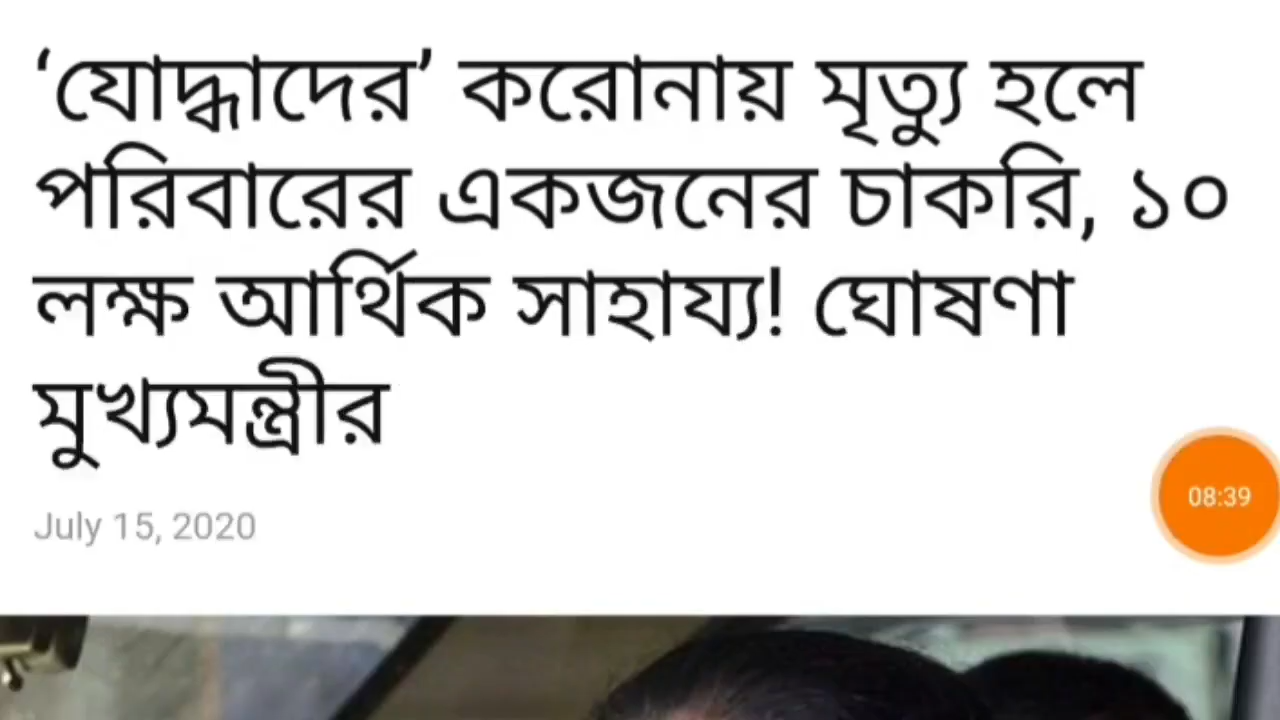 ‘যোদ্ধাদের’ করোনায় মৃত্যু হলে
পরিবারের একজনের চাকরি, ১০
লক্ষ আর্থিক সাহায্য! ঘোষণা
মুখ্যমন্ত্রীর
July 15, 2020
08:39